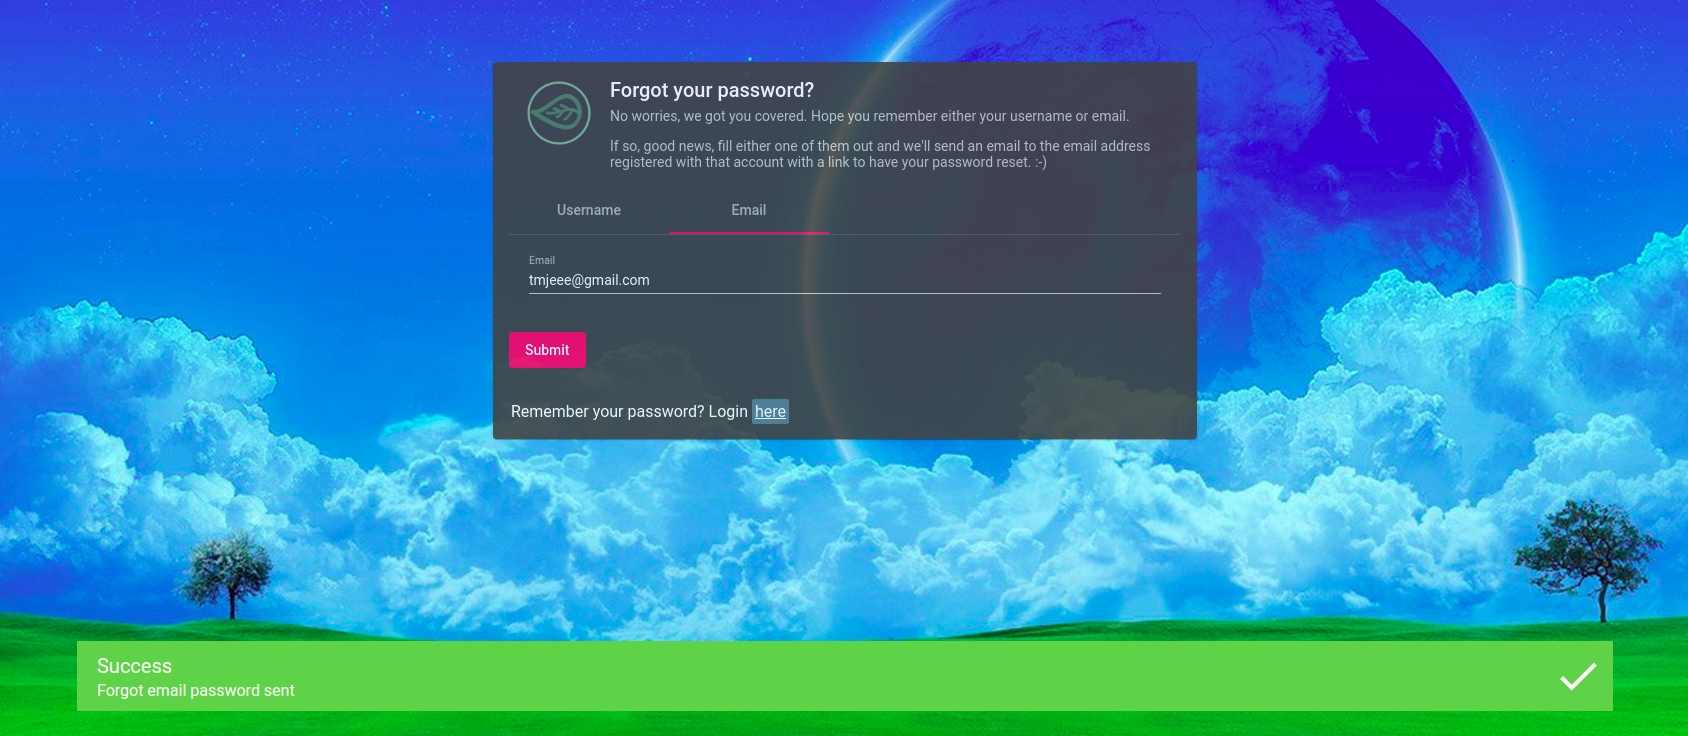 Forgot your password?
No worries, we got you covered. Hope you remember either your username or email.
If so, good news, fill either one of them out and we'll send an email to the email address
registered with that account with a link to have your password reset. :-)
Username Email
Email
tmjeee@gmail.com
Submit
Remember your password? Login here
Success
Forgot email password sent